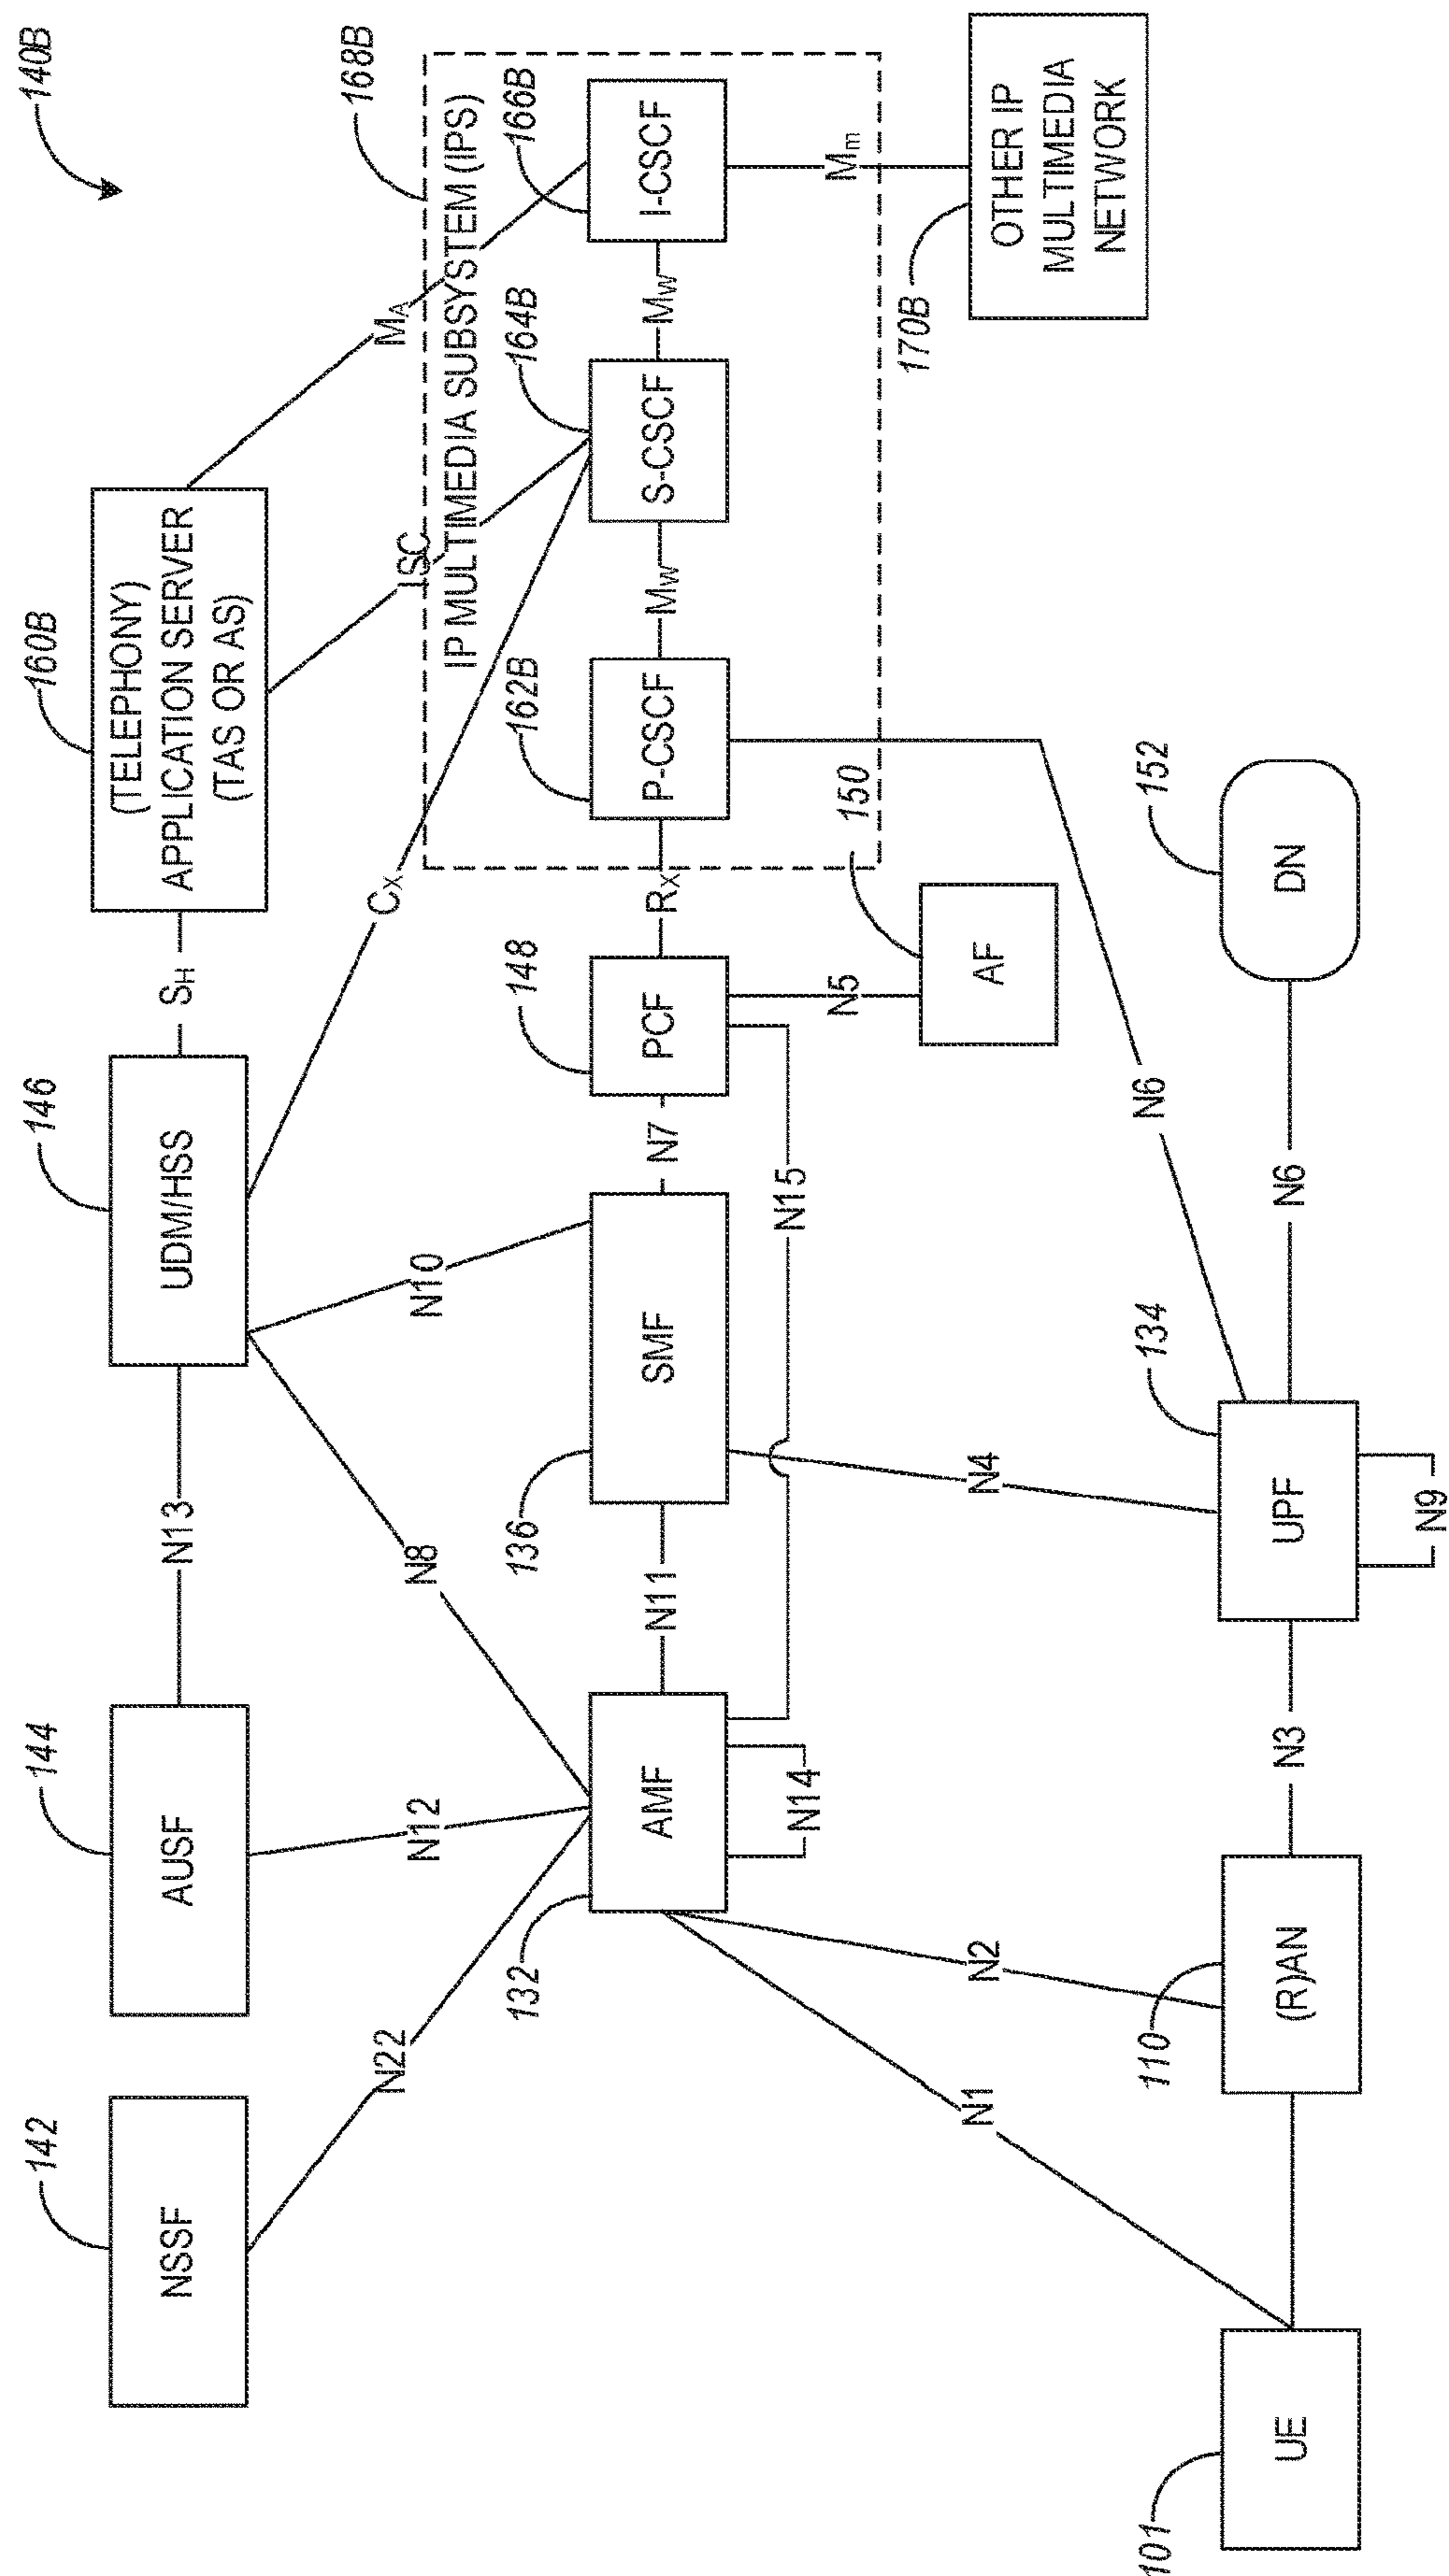 140B
142
NSSF
144
AUSF
N13
146
UDM/HSS
SH
160B
(TELEPHONY)
APPLICATION SERVER
(TAS OR AS)
N22
N12
N8
N10
CX
ISC
MA
168B
IP MULTIMEDIA SUBSYSTEM (IPS)
132
AMF
N11
136
SMF
N7
148
PCF
RX
162B
P-CSCF
MW
164B
S-CSCF
MW
166B
I-CSCF
N14
N15
N5
150
AF
Mm
170B
OTHER IP
MULTIMEDIA
NETWORK
N1
N2
N4
N6
101
UE
110
(R)AN
N3
134
UPF
N9
N6
152
DN